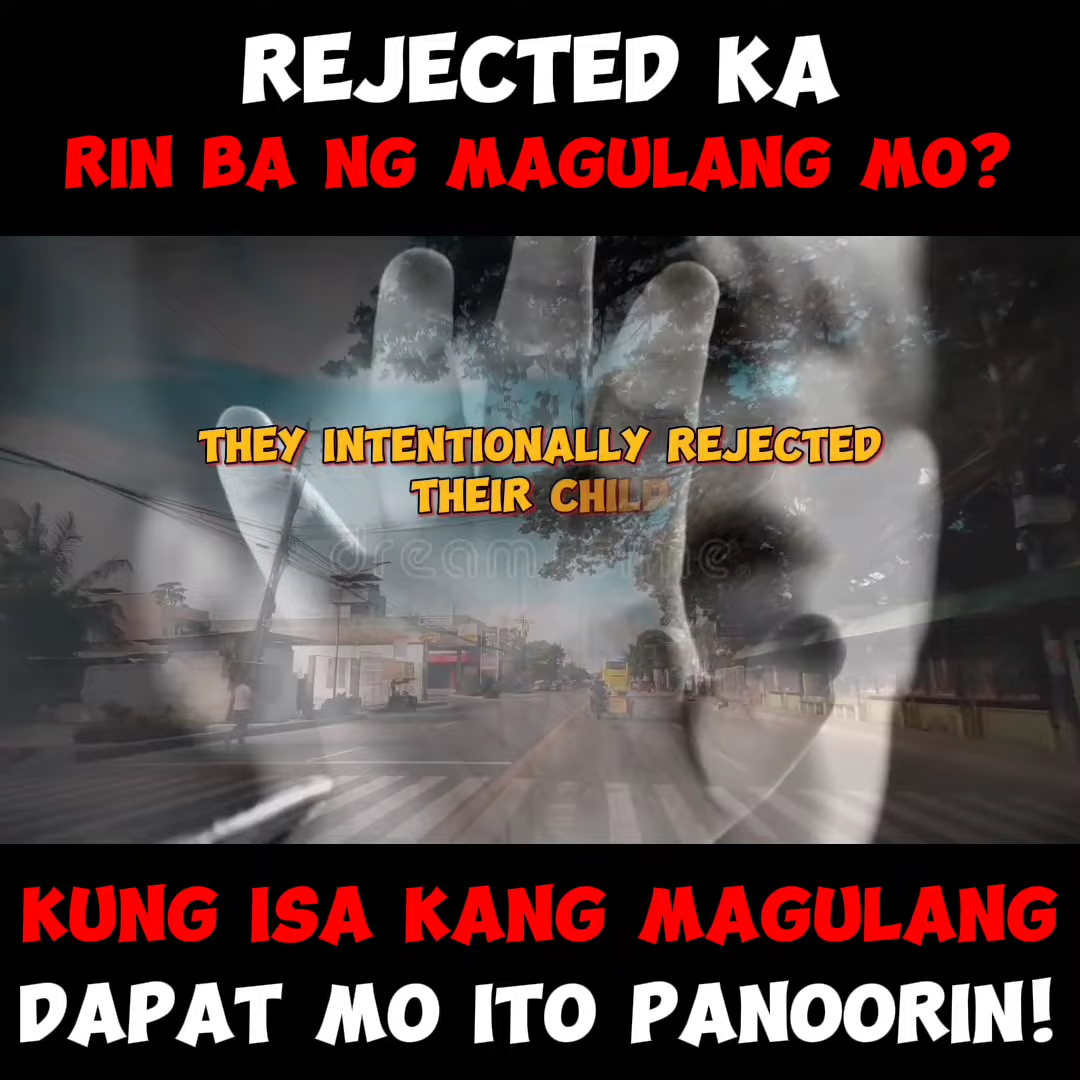 REJECTED KA
RIN BA NG MAGULANG MO?
THEY INTENTIONALLY REJECTED
THEIR CHILD
dreamstime.
KUNG ISA KANG MAGULANG
DAPAT MO ITO PANOORIN!